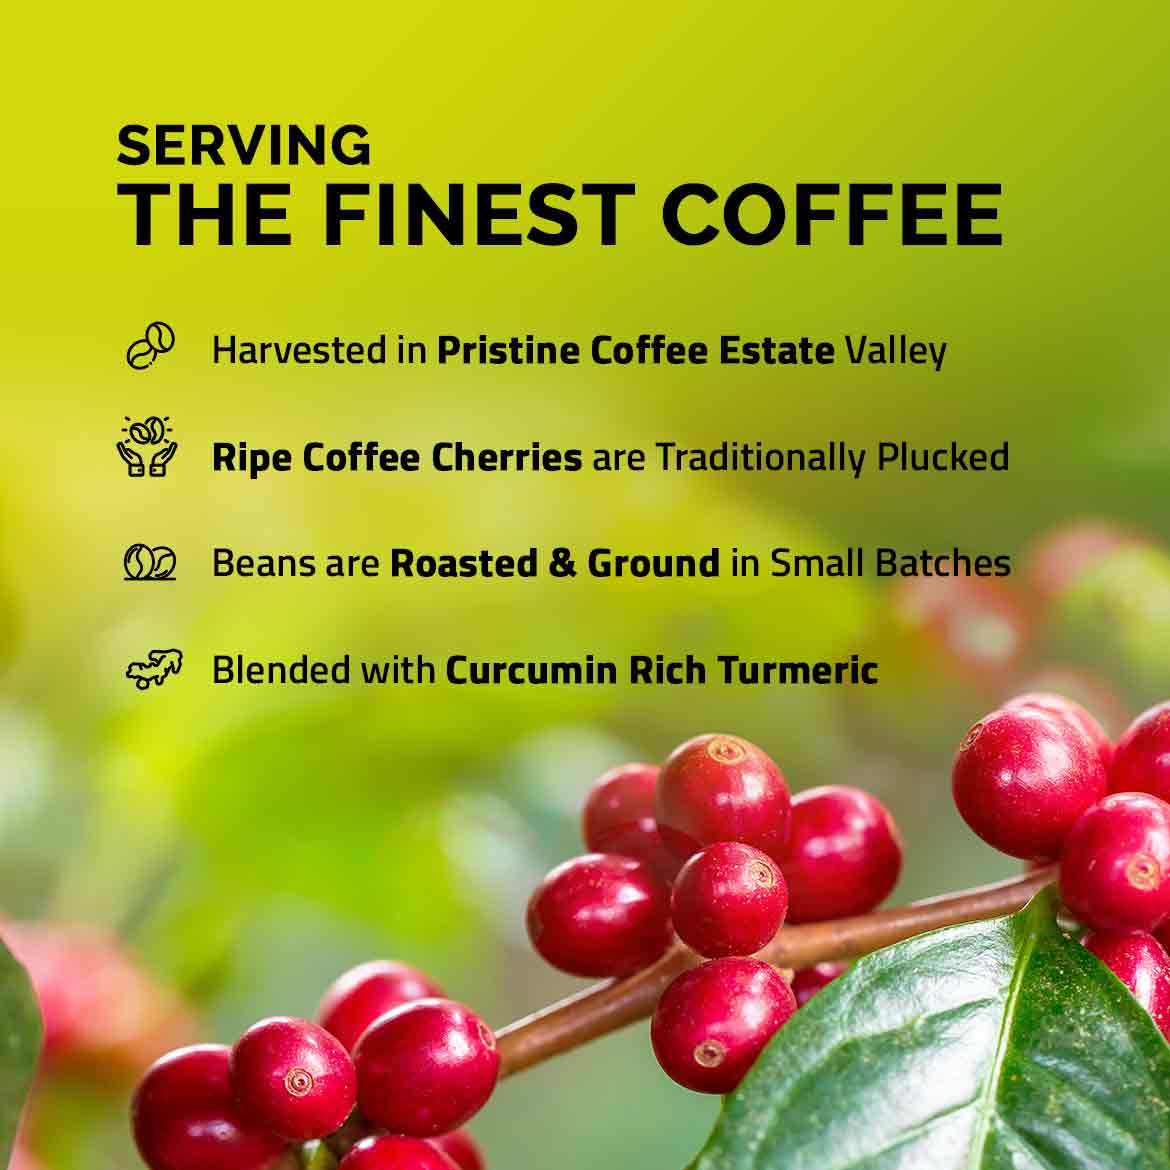 SERVING
THE FINEST COFFEE
Harvested in Pristine Coffee Estate Valley
Ripe Coffee Cherries are Traditionally Plucked
Beans are Roasted & Ground in Small Batches
Blended with Curcumin Rich Turmeric